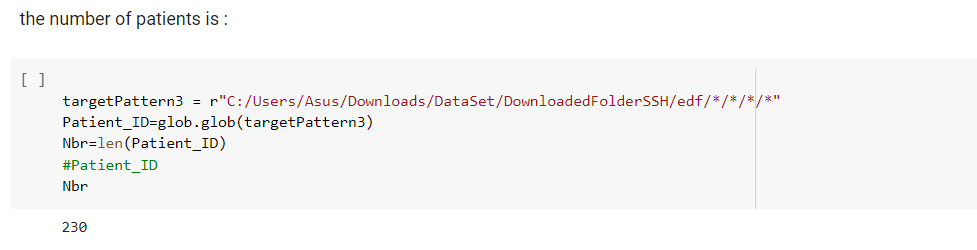 the number of patients is :
[ ]
targetPattern3 = r"C:/Users/Asus/Downloads/DataSet/DownloadedFolderSSH/edf/*/*/*/*"
Patient_ID=glob.glob(targetPattern3)
Nbr=len(Patient_ID)
#Patient_ID
Nbr
230